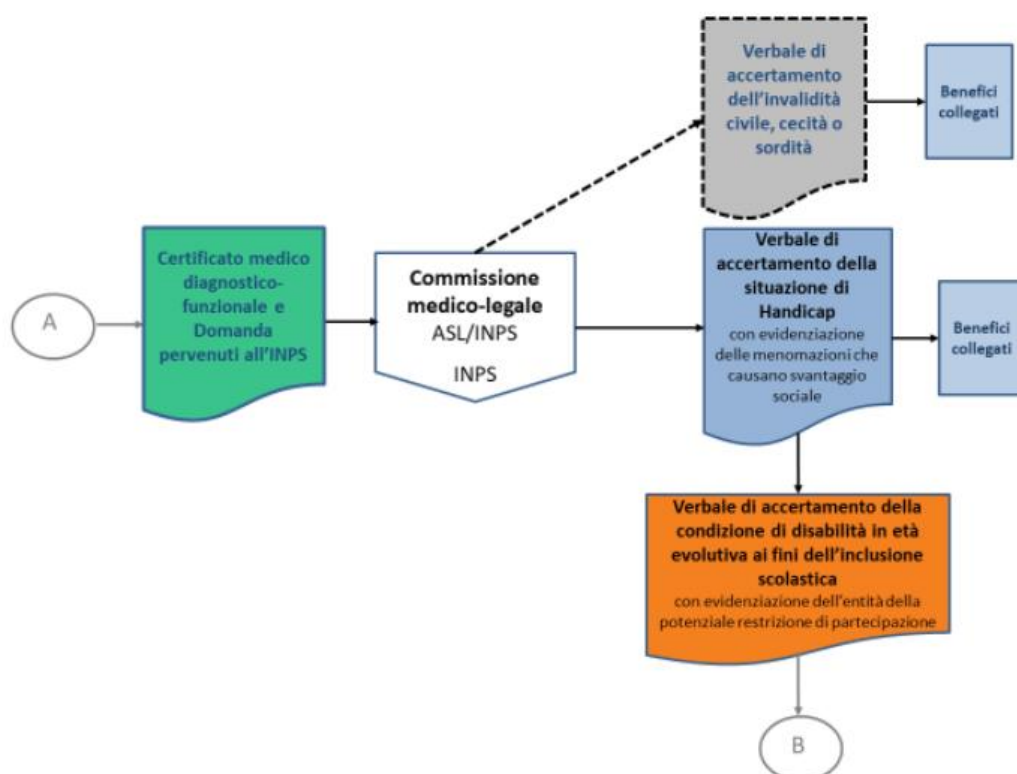 Verbale di
accertamento
dell'invalidità
civile, cecità o
sordità
Benefici
collegati
A
Certificato medico
diagnostico-
funzionale e
Domanda
pervenuti all'INPS
Commissione
medico-legale
ASL/INPS
INPS
Verbale di
accertamento della
situazione di
Handicap
con evidenziazione
delle menomazioni che
causano svantaggio
sociale
Benefici
collegati
Verbale di accertamento della
condizione di disabilità in età
evolutiva ai fini dell'inclusione
scolastica
con evidenziazione dell'entità della
potenziale restrizione di partecipazione
B